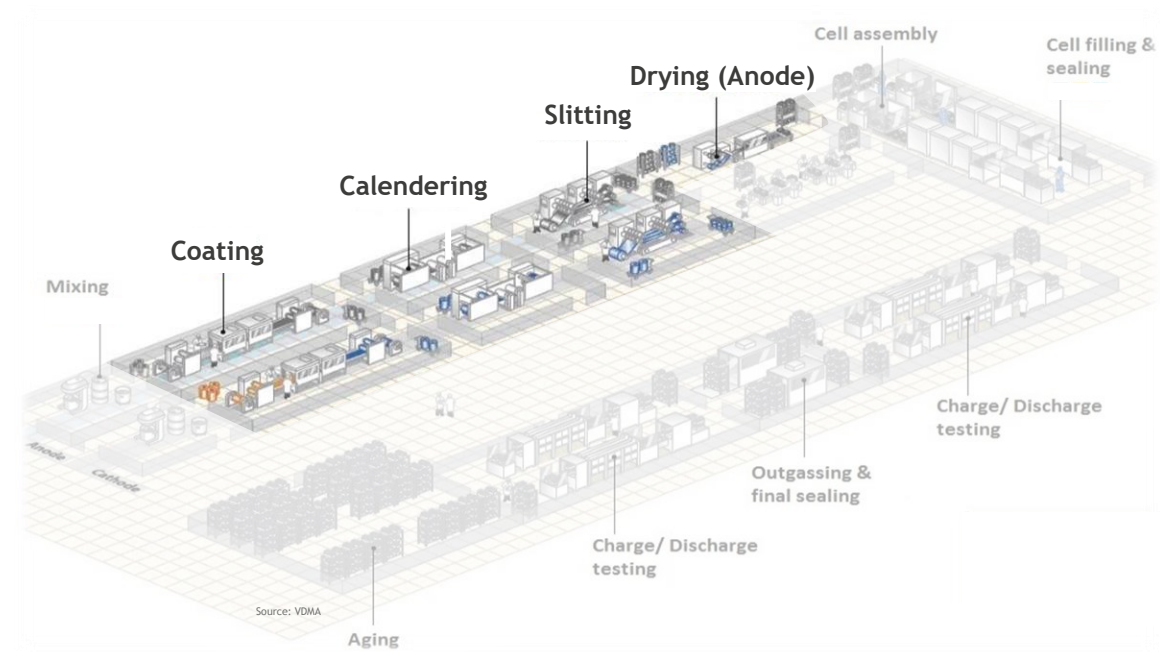 Cell assembly
Cell filling &
sealing
Drying (Anode)
Slitting
Calendering
Coating
Mixing
Anode
Cathode
Charge/ Discharge
testing
Outgassing &
final sealing
Charge/ Discharge
testing
Source: VDMA
Aging